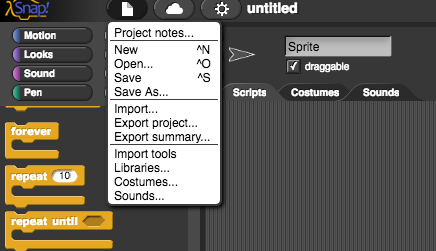 Snap! untitled
Motion
Looks
Sound
Pen
forever
repeat 10
repeat until
Project notes...
New ^N
Open... ^O
Save ^S
Save As...
Import...
Export project...
Export summary...
Import tools
Libraries...
Costumes...
Sounds...
Sprite
✓ draggable
Scripts Costumes Sounds